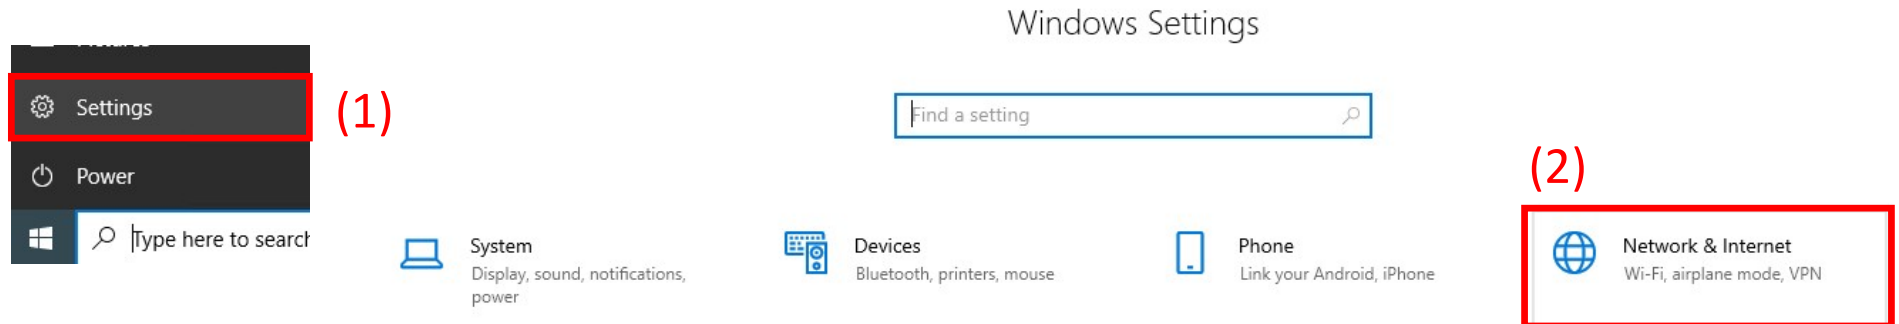 Settings
(1)
Power
Type here to search
Windows Settings
Find a setting
System
Display, sound, notifications,
power
Devices
Bluetooth, printers, mouse
Phone
Link your Android, iPhone
(2)
Network & Internet
Wi-Fi, airplane mode, VPN